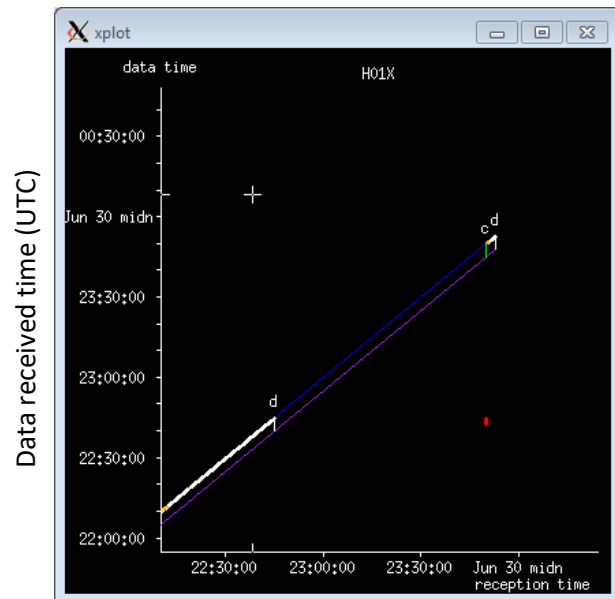 xplot
data time
H01X
00:30:00
Jun 30 midn
23:30:00
23:00:00
22:30:00
22:00:00
Data received time (UTC)
c
d
d
22:30:00
23:00:00
23:30:00
Jun 30 midn
reception time